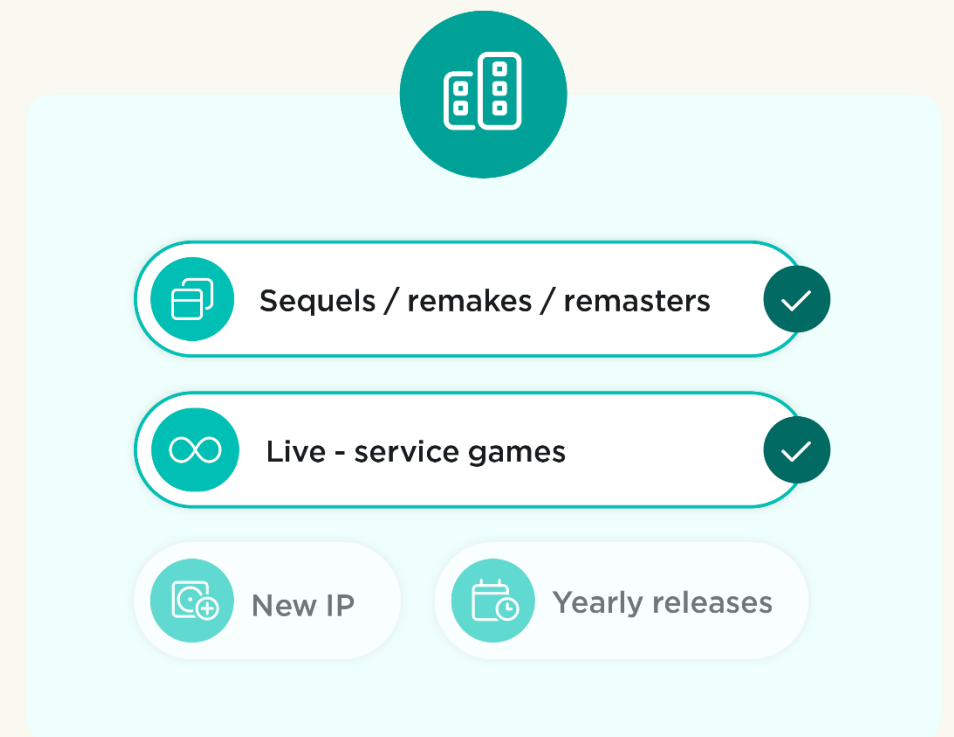 Sequels / remakes / remasters
Live - service games
New IP
Yearly releases